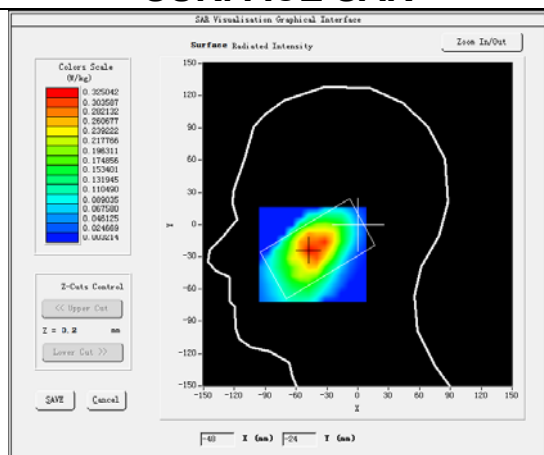 SAR Visualisation Graphical Interface
Surface Radiated Intensity
Zoom In/Out
Colors Scale
(W/kg)
0.325042
0.303587
0.282132
0.260677
0.239222
0.217766
0.196311
0.174856
0.153401
0.131945
0.110490
0.089035
0.067580
0.046125
0.024669
0.003214
150
120
90
60
30
0
-30
-60
-90
-120
-150
Y
-150 -120 -90 -60 -30 0 30 60 90 120 150
X
Z-Cuts Control
<< Upper Cut
Z = 0.2 mm
Lower Cut >>
SAVE Cancel
X (mm) -24 Y (mm)